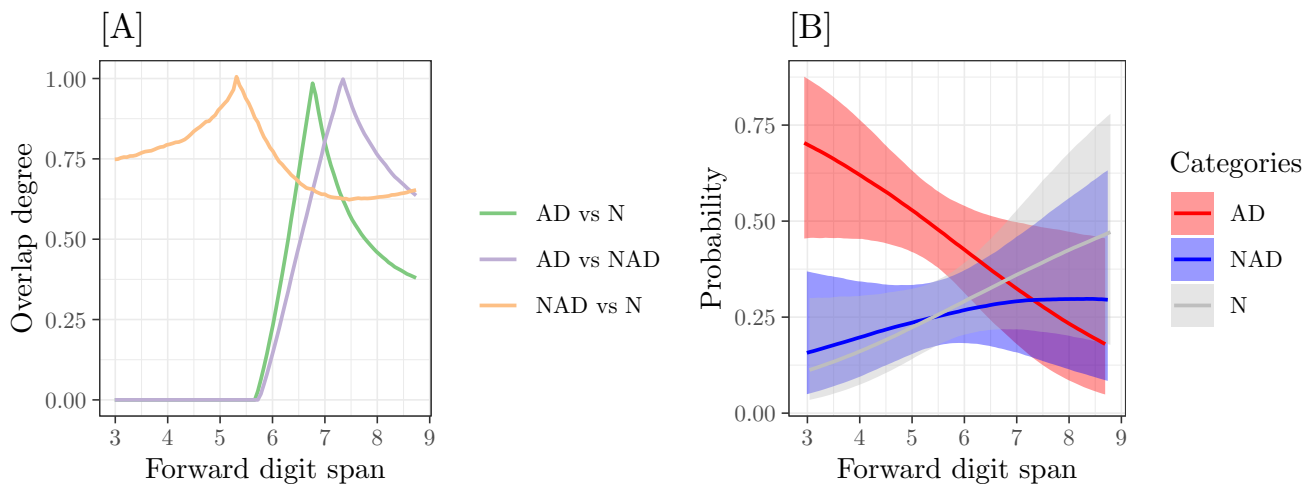 [A]
1.00
0.75
0.50
0.25
0.00
Overlap degree
3 4 5 6 7 8 9
Forward digit span
AD vs N
AD vs NAD
NAD vs N
[B]
0.75
0.50
0.25
0.00
Probability
3 4 5 6 7 8 9
Forward digit span
Categories
AD
NAD
N